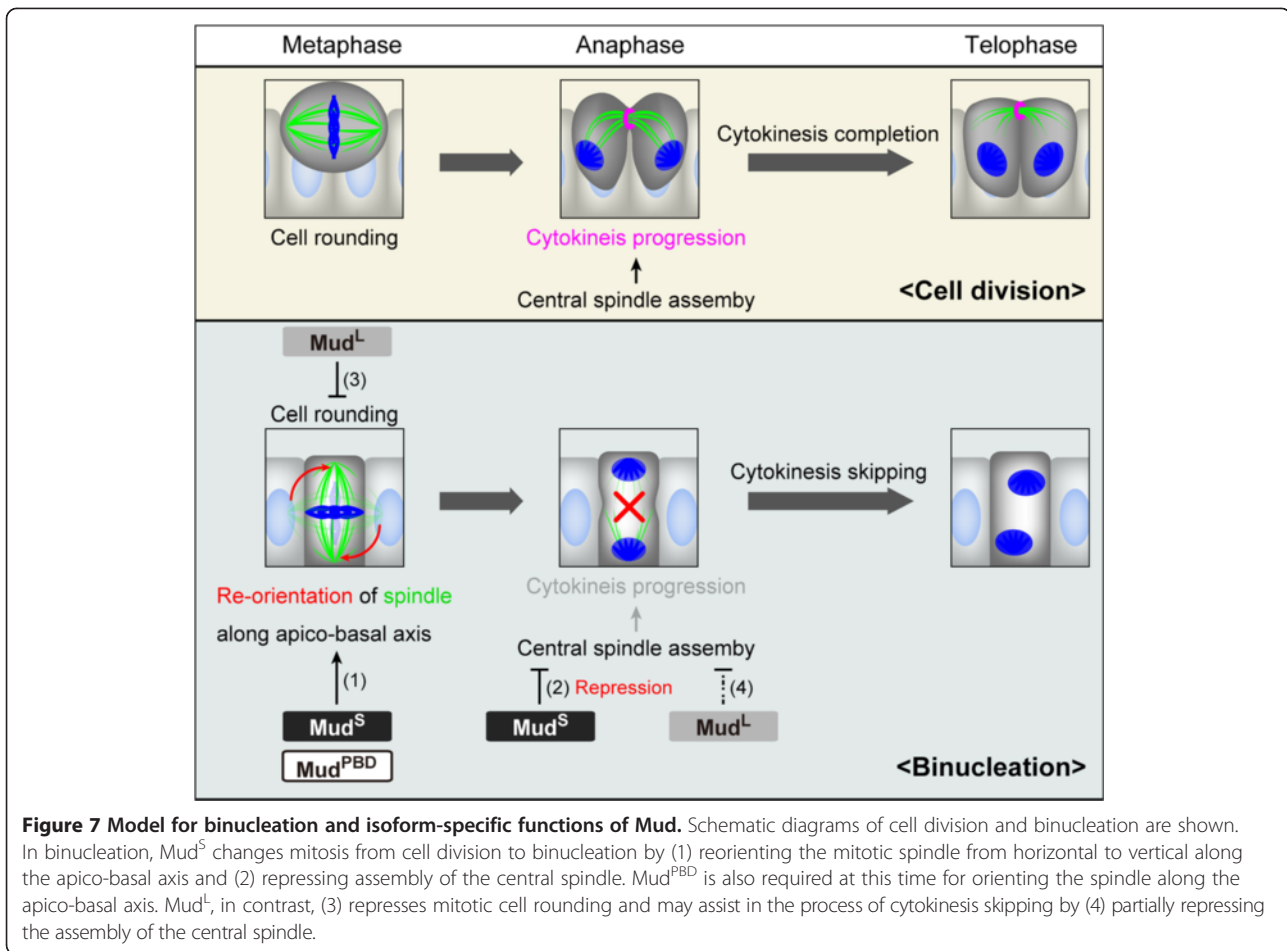 Metaphase Anaphase Telophase
Cytokinesis completion
Cell rounding Cytokineis progression
Central spindle assemby
<Cell division>
Mud^L
(3)
Cell rounding
Cytokinesis skipping
Re-orientation of spindle
along apico-basal axis
Cytokineis progression
Central spindle assembly
(1)
(2) Repression
(4)
Mud^S
Mud^S
Mud^L
Mud^PBD
<Binucleation>
Figure 7 Model for binucleation and isoform-specific functions of Mud. Schematic diagrams of cell division and binucleation are shown.
In binucleation, Mud^S changes mitosis from cell division to binucleation by (1) reorienting the mitotic spindle from horizontal to vertical along
the apico-basal axis and (2) repressing assembly of the central spindle. Mud^PBD is also required at this time for orienting the spindle along the
apico-basal axis. Mud^L, in contrast, (3) represses mitotic cell rounding and may assist in the process of cytokinesis skipping by (4) partially repressing
the assembly of the central spindle.